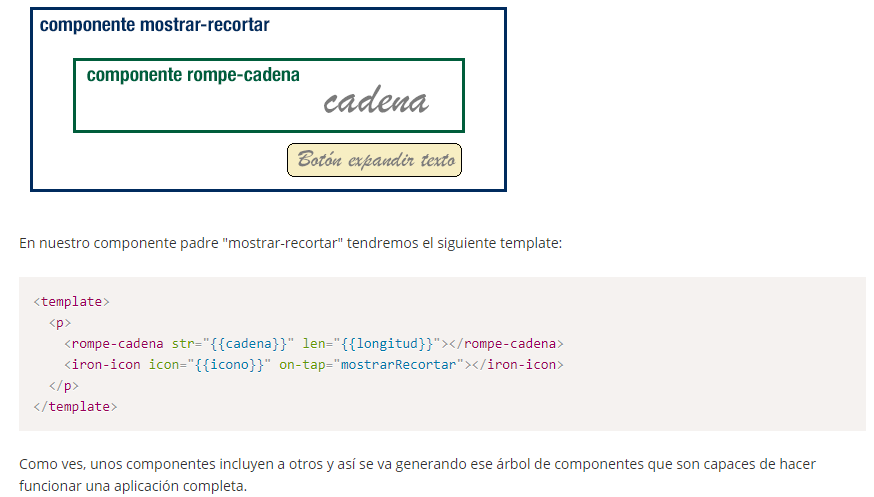 componente mostrar-recortar
componente rompe-cadena
cadena
Botón expandir texto
En nuestro componente padre "mostrar-recortar" tendremos el siguiente template:
<template>
  <p>
    <rompe-cadena str="{{cadena}}" len="{{longitud}}"></rompe-cadena>
    <iron-icon icon="{{icono}}" on-tap="mostrarRecortar"></iron-icon>
  </p>
</template>
Como ves, unos componentes incluyen a otros y así se va generando ese árbol de componentes que son capaces de hacer
funcionar una aplicación completa.